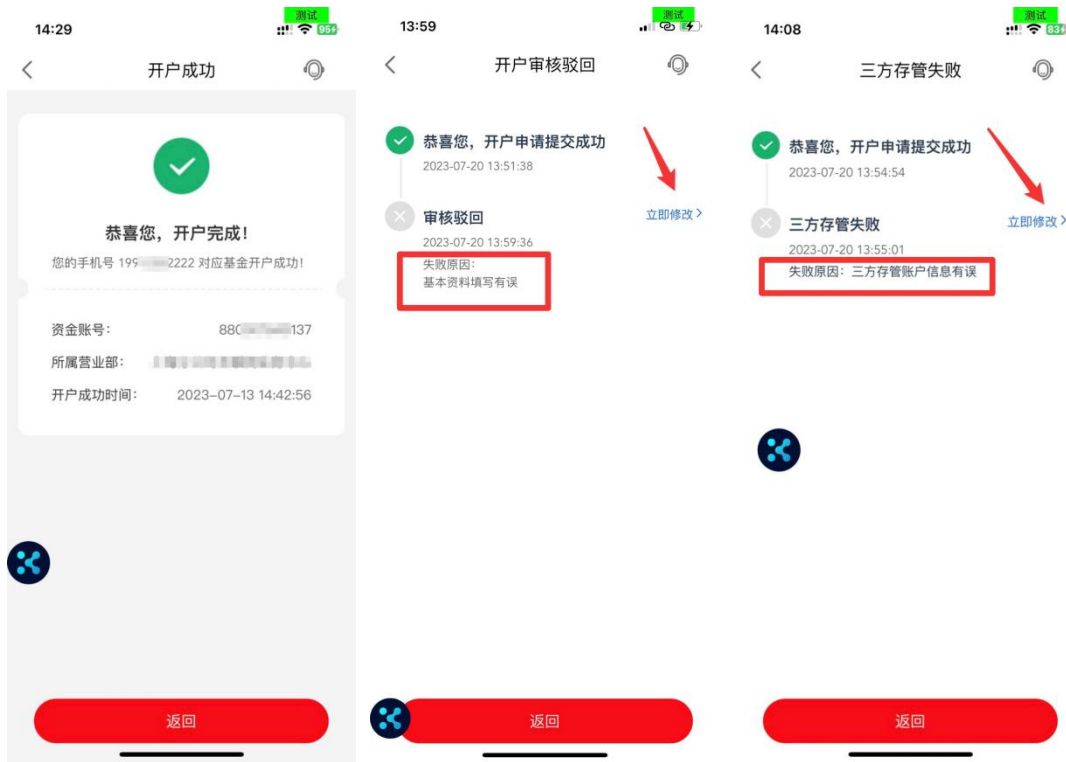 14:29
测试
95
开户成功
恭喜您，开户完成!
您的手机号 199 2222 对应基金开户成功!
资金账号: 880 137
所属营业部:
开户成功时间: 2023-07-13 14:42:56
返回
13:59
测试
开户审核驳回
恭喜您，开户申请提交成功
2023-07-20 13:51:38
审核驳回
立即修改
2023-07-20 13:59:36
失败原因:
基本资料填写有误
返回
14:08
测试
83
三方存管失败
恭喜您，开户申请提交成功
2023-07-20 13:54:54
三方存管失败
立即修改
2023-07-20 13:55:01
失败原因: 三方存管账户信息有误
返回